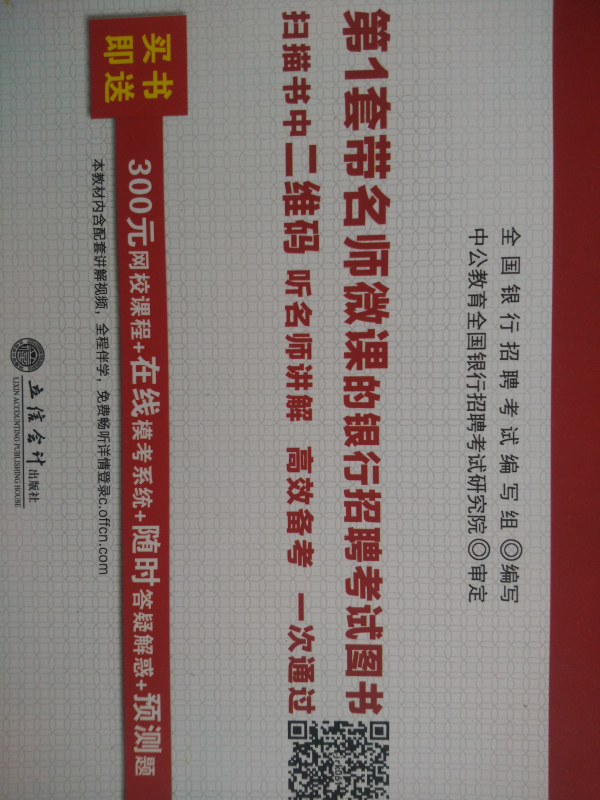 全国银行招聘考试编写组◎编写
中公教育全国银行招聘考试研究院◎审定
第1套带名师微课的银行招聘考试图书
jrk061
扫描书中二维码 听名师讲解 高效备考 一次通过
买书
即送
300元网校课程+在线模考系统+随时答疑解惑+预测题
本教材内含配套讲解视频，全程伴学，免费畅听详情登录c.offcn.com
立信会计出版社
LIXIN ACCOUNTING PUBLISHING HOUSE